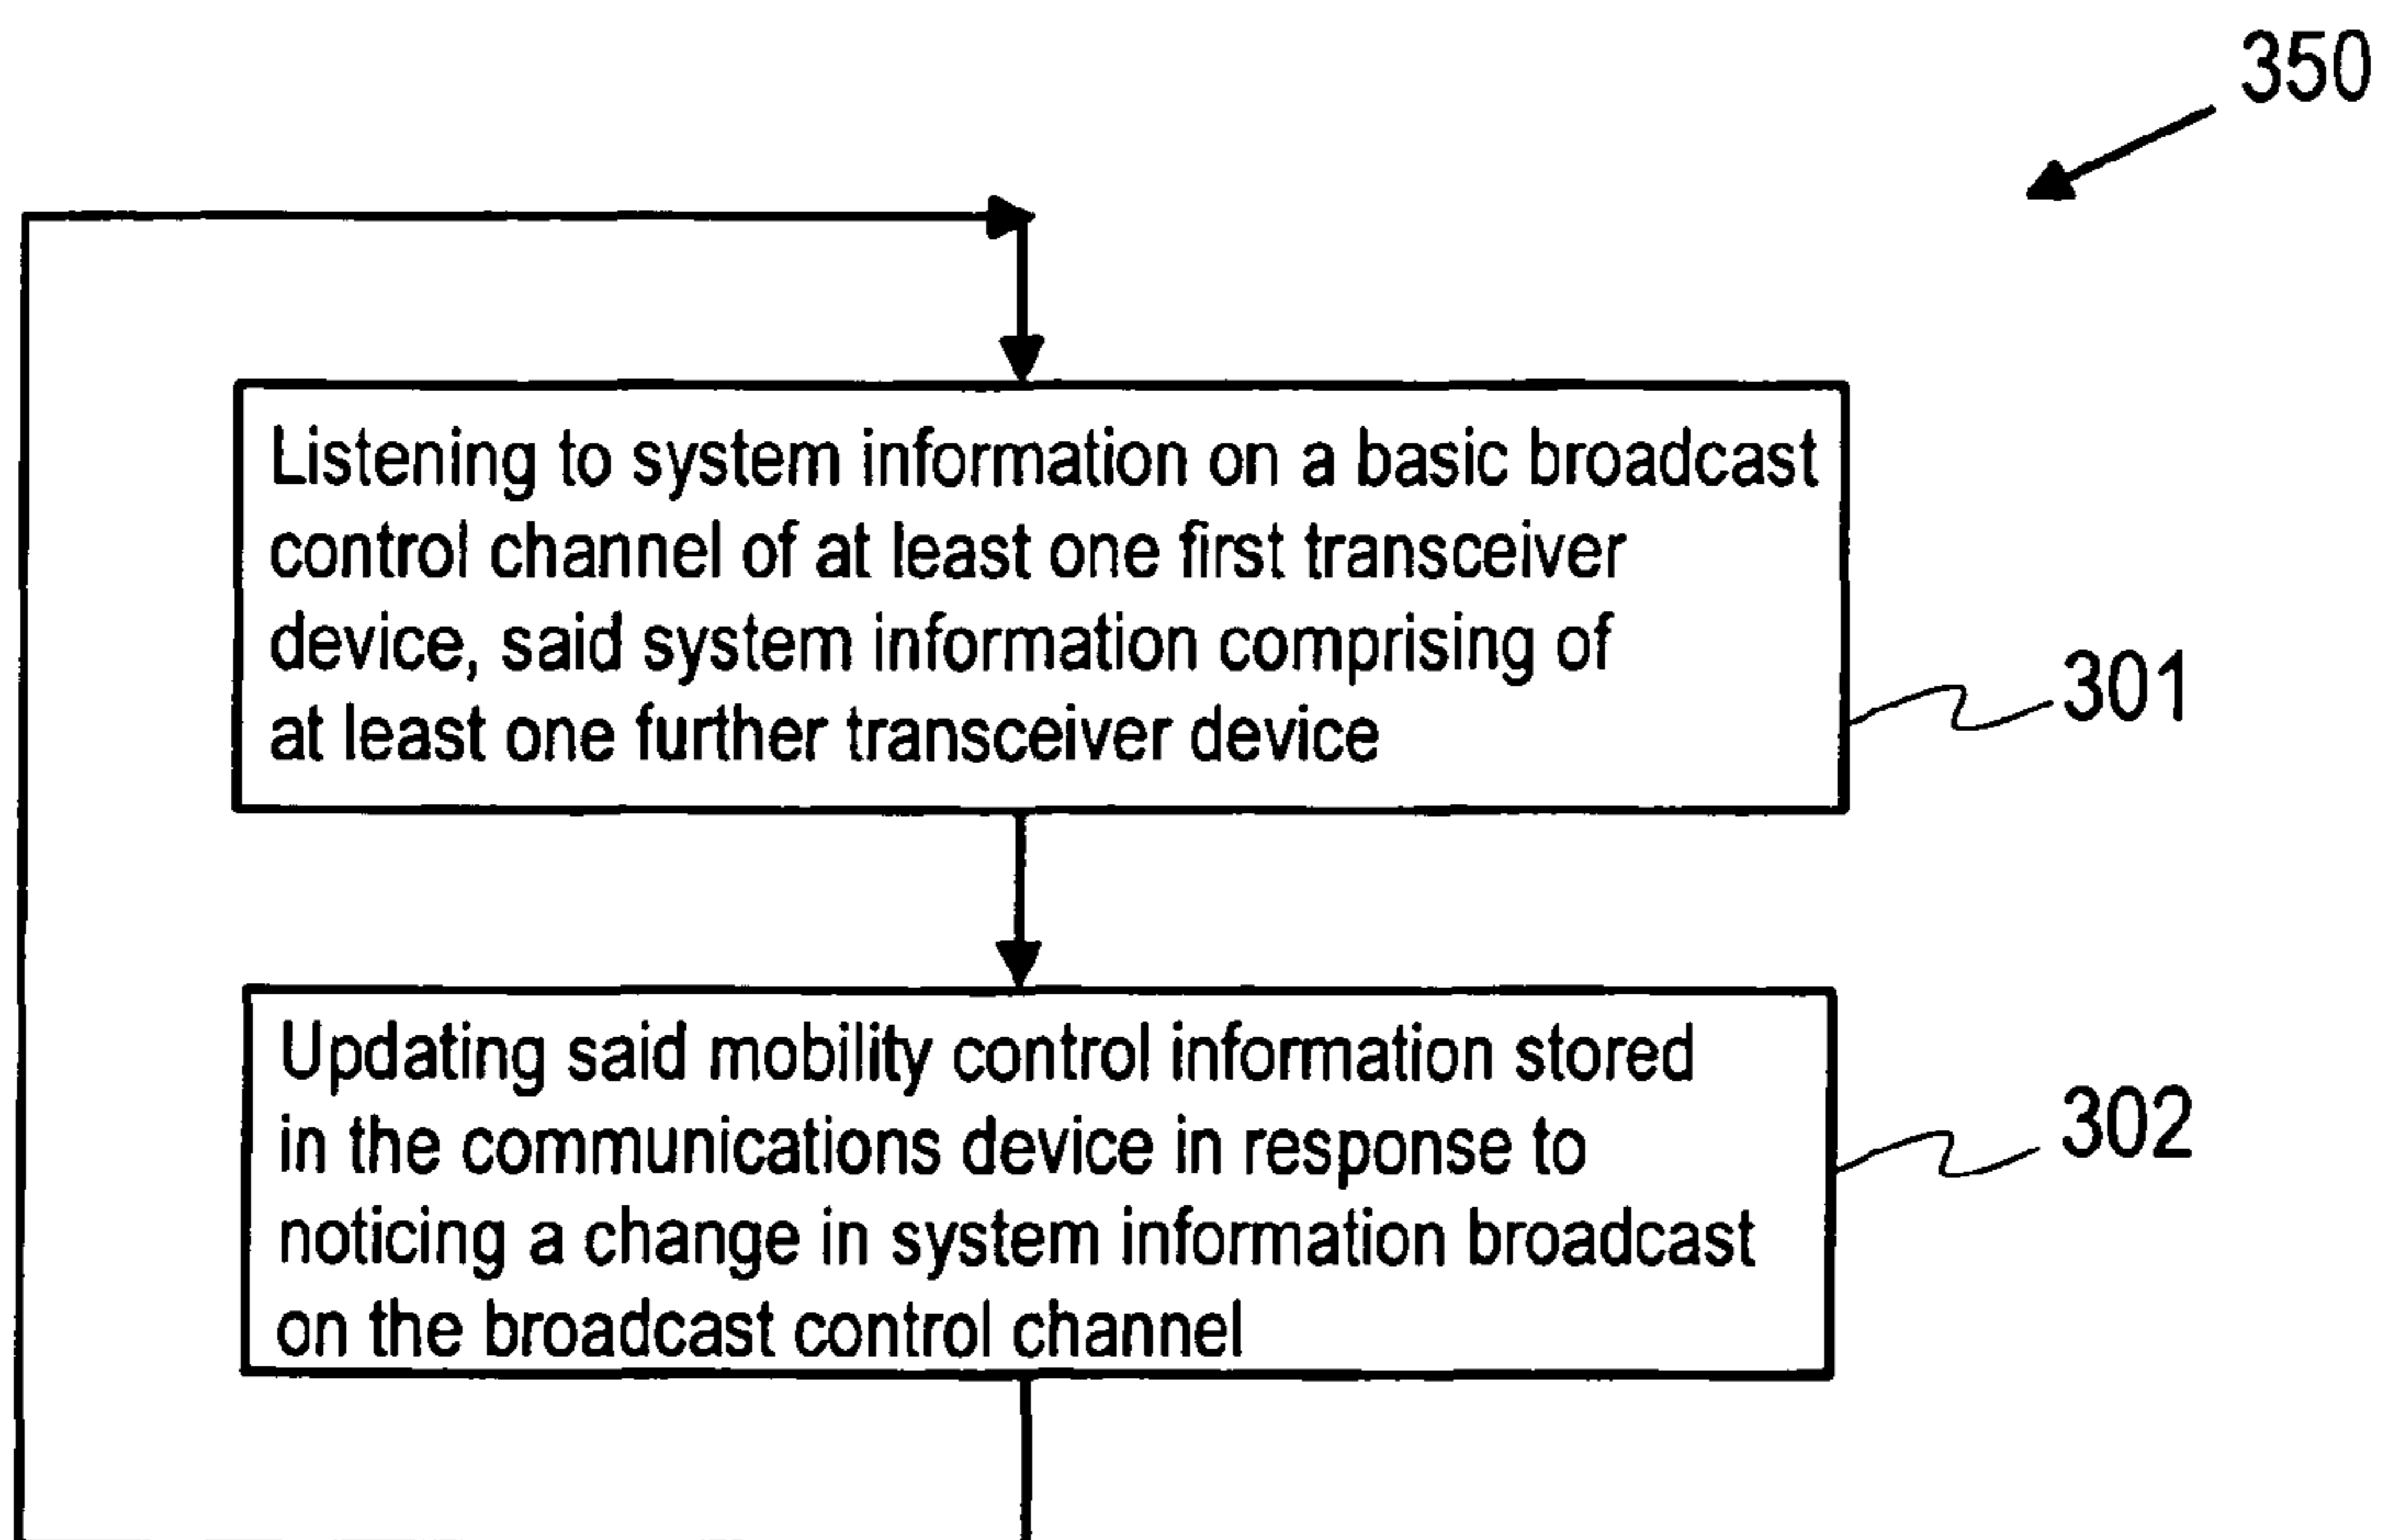 350
Listening to system information on a basic broadcast
control channel of at least one first transceiver
device, said system information comprising of
at least one further transceiver device
301
Updating said mobility control information stored
in the communications device in response to
noticing a change in system information broadcast
on the broadcast control channel
302